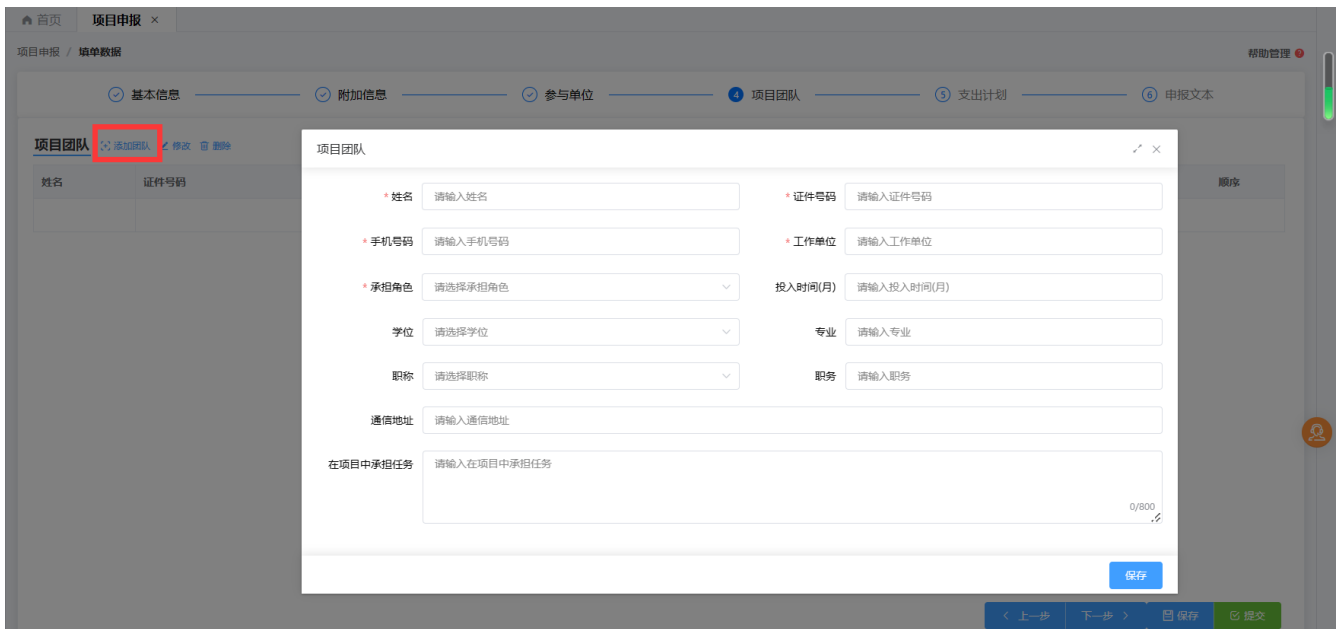 首页 项目申报 ×
项目申报 / 填单数据 帮助管理
基本信息 附加信息 参与单位 4 项目团队 5 支出计划 6 申报文本
项目团队 添加团队 修改 删除
姓名 证件号码 顺序
项目团队
* 姓名 请输入姓名 * 证件号码 请输入证件号码
* 手机号码 请输入手机号码 * 工作单位 请输入工作单位
* 承担角色 请选择承担角色 投入时间(月) 请输入投入时间(月)
学位 请选择学位 专业 请输入专业
职称 请选择职称 职务 请输入职务
通信地址 请输入通信地址
在项目中承担任务 请输入在项目中承担任务
0/800
保存
< 上一步 下一步 > 保存 提交